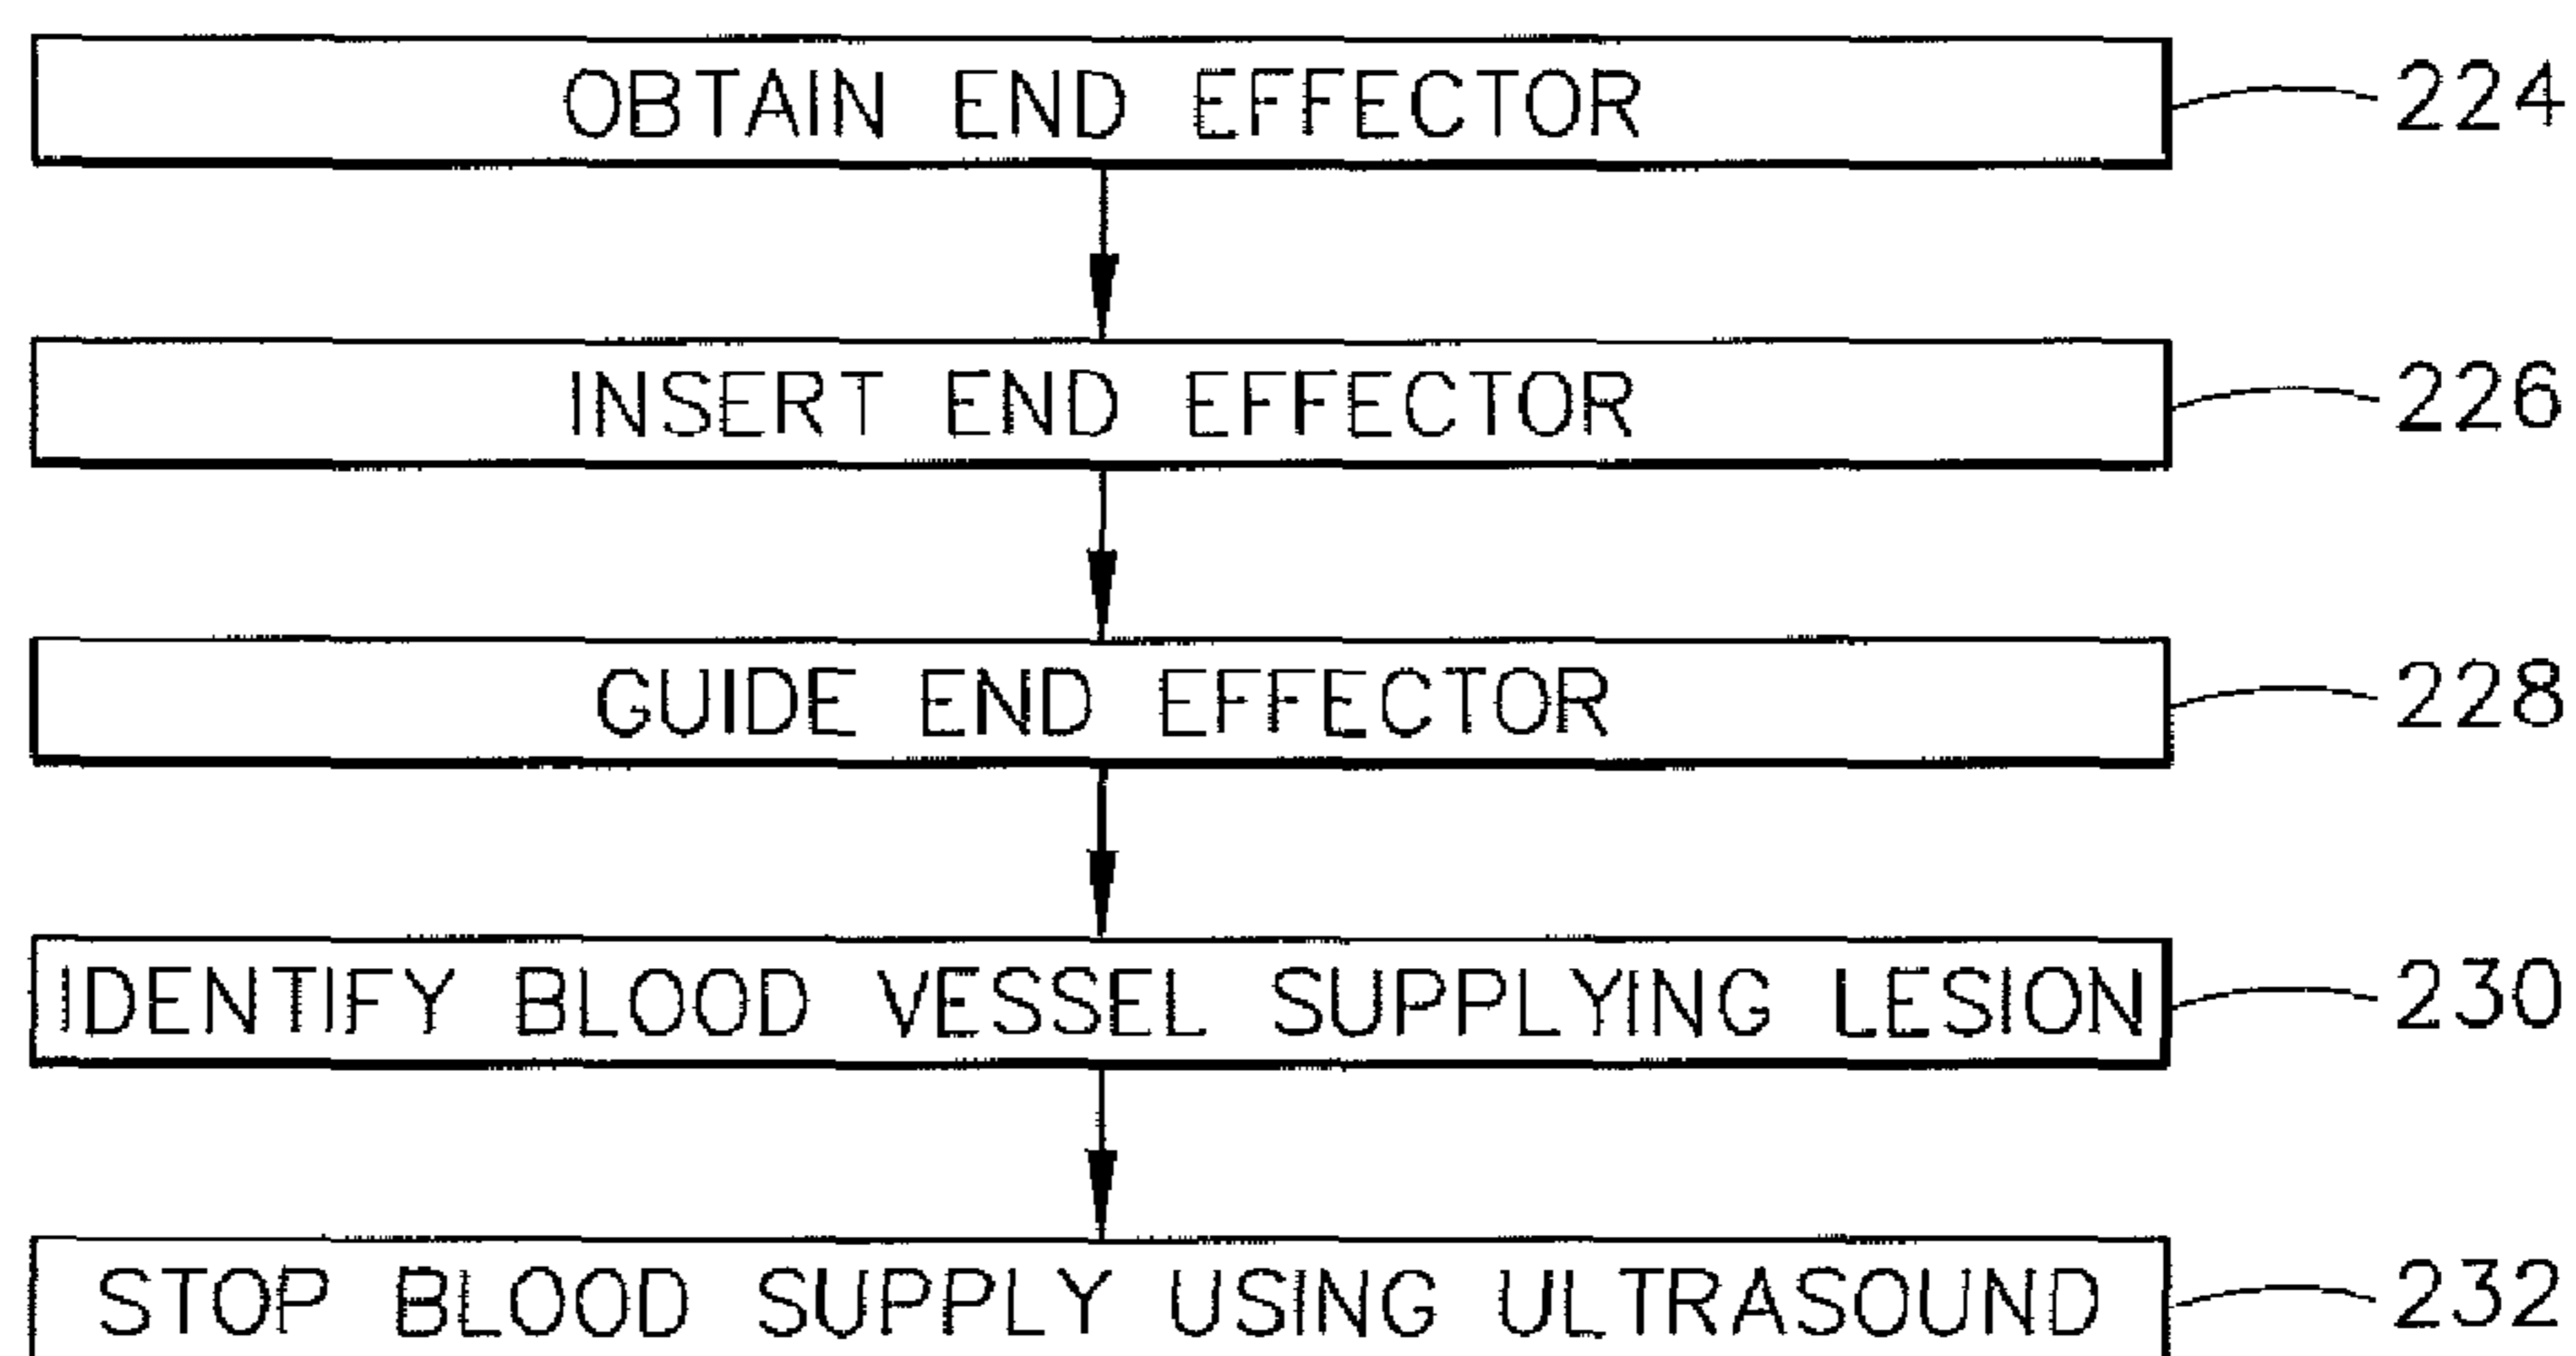 OBTAIN END EFFECTOR 224
INSERT END EFFECTOR 226
GUIDE END EFFECTOR 228
IDENTIFY BLOOD VESSEL SUPPLYING LESION 230
STOP BLOOD SUPPLY USING ULTRASOUND 232